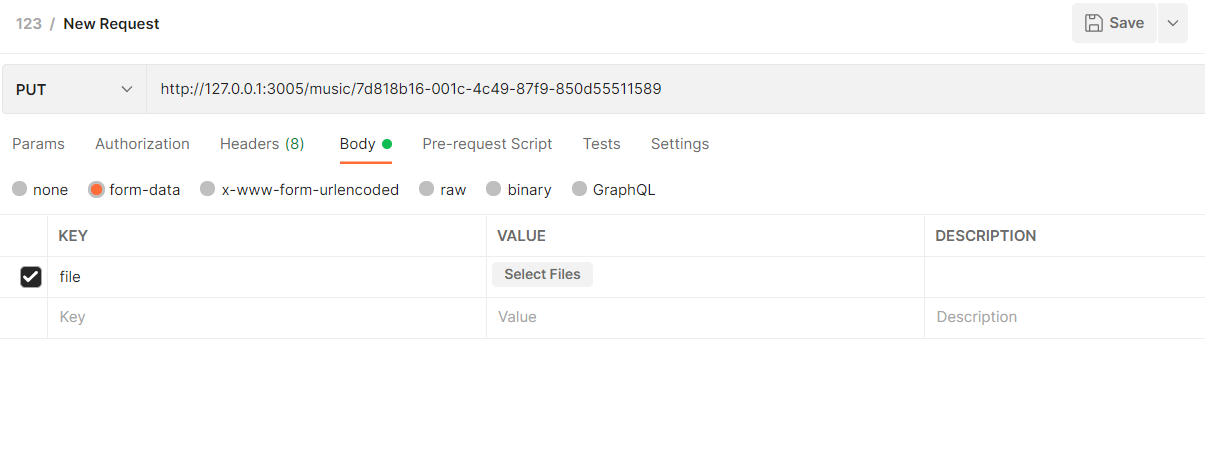 123 / New Request Save
PUT http://127.0.0.1:3005/music/7d818b16-001c-4c49-87f9-850d55511589
Params Authorization Headers (8) Body Pre-request Script Tests Settings
none form-data x-www-form-urlencoded raw binary GraphQL
KEY VALUE DESCRIPTION
file Select Files
Key Value Description